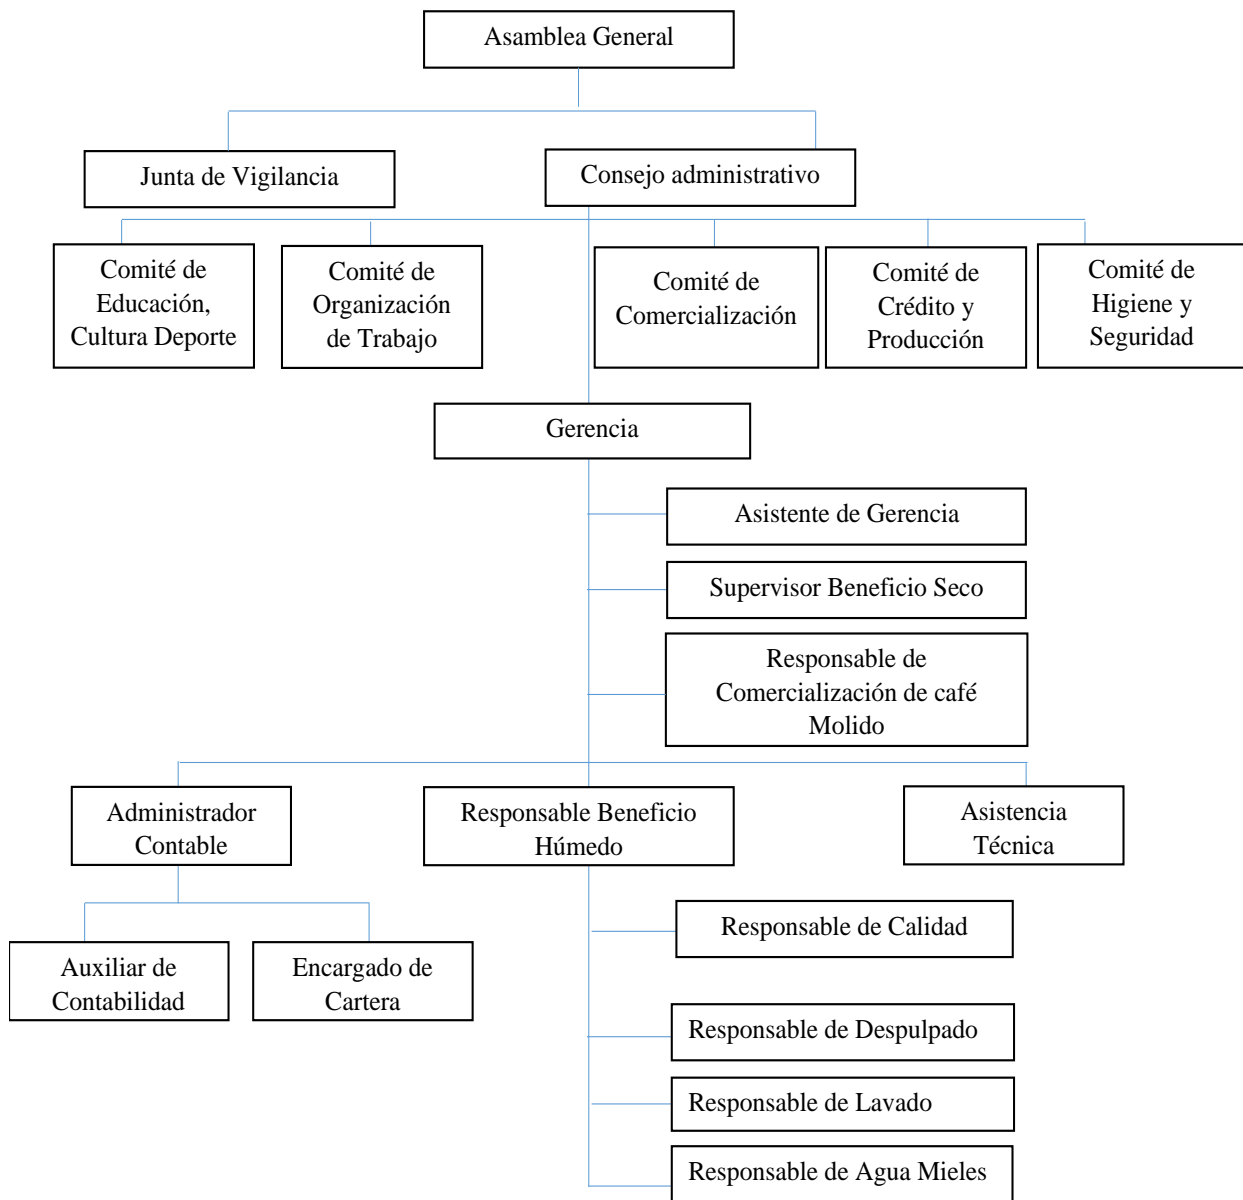 Asamblea General
Junta de Vigilancia
Consejo administrativo
Comité de
Educación,
Cultura Deporte
Comité de
Organización
de Trabajo
Comité de
Comercialización
Comité de
Crédito y
Producción
Comité de
Higiene y
Seguridad
Gerencia
Asistente de Gerencia
Supervisor Beneficio Seco
Responsable de
Comercialización de café
Molido
Administrador
Contable
Responsable Beneficio
Húmedo
Asistencia
Técnica
Auxiliar de
Contabilidad
Encargado de
Cartera
Responsable de Calidad
Responsable de Despulpado
Responsable de Lavado
Responsable de Agua Mieles